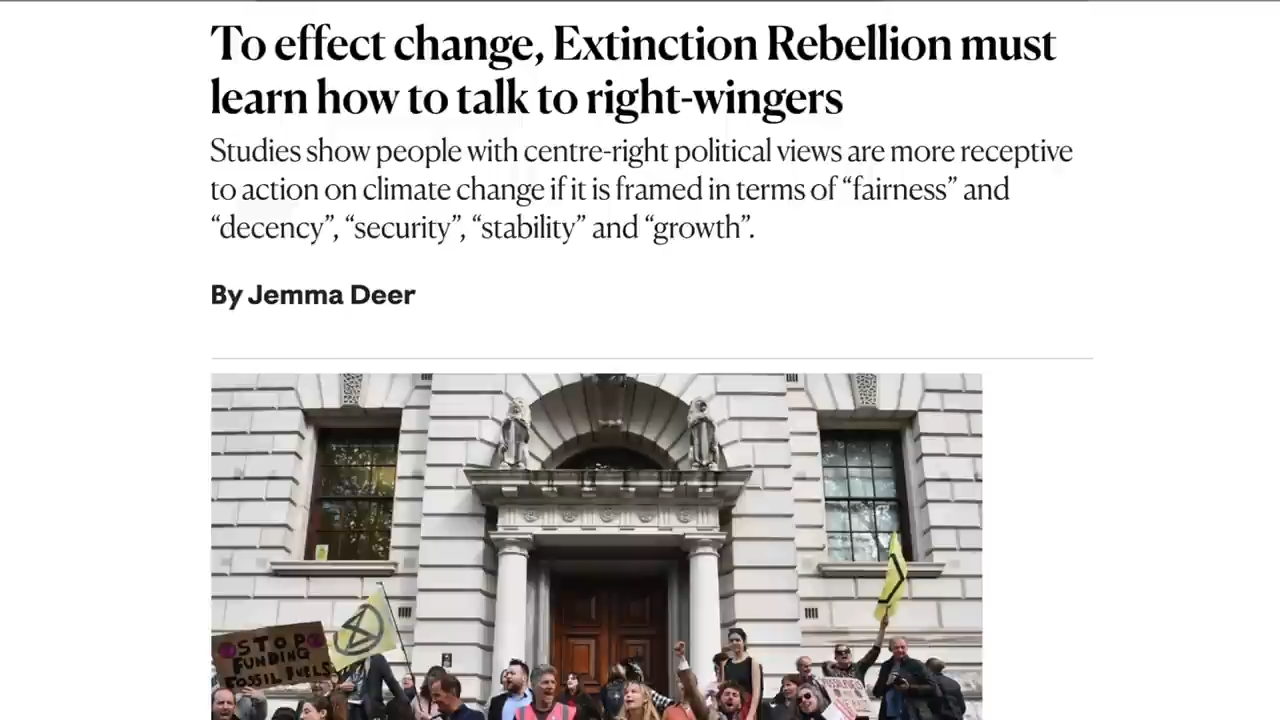 To effect change, Extinction Rebellion must
learn how to talk to right-wingers
Studies show people with centre-right political views are more receptive
to action on climate change if it is framed in terms of “fairness” and
“decency”, “security”, “stability” and “growth”.
By Jemma Deer
STOP
FUNDING
FOSSIL FUELS